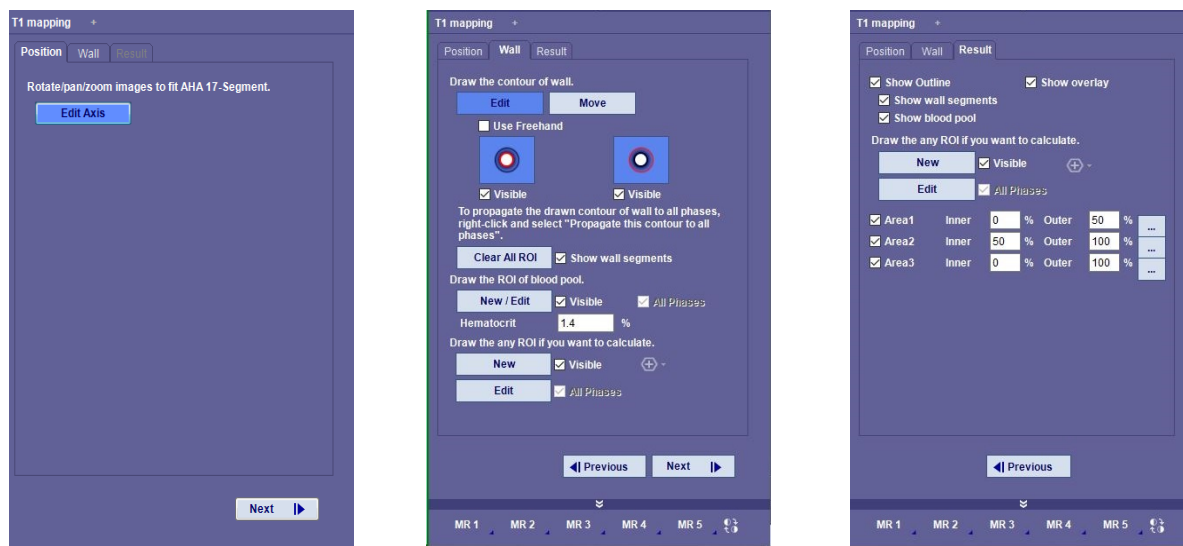 T1 mapping +
Position Wall Result
Rotate/pan/zoom images to fit AHA 17-Segment.
Edit Axis
Next
T1 mapping +
Position Wall Result
Draw the contour of wall.
Edit Move
Use Freehand
Visible Visible
To propagate the drawn contour of wall to all phases,
right-click and select "Propagate this contour to all
phases".
Clear All ROI Show wall segments
Draw the ROI of blood pool.
New / Edit Visible All Phases
Hematocrit 1.4 %
Draw the any ROI if you want to calculate.
New Visible
Edit All Phases
Previous Next
MR 1 MR 2 MR 3 MR 4 MR 5
T1 mapping +
Position Wall Result
Show Outline Show overlay
Show wall segments
Show blood pool
Draw the any ROI if you want to calculate.
New Visible
Edit All Phases
Area1 Inner 0 % Outer 50 % ...
Area2 Inner 50 % Outer 100 % ...
Area3 Inner 0 % Outer 100 % ...
Previous
MR 1 MR 2 MR 3 MR 4 MR 5